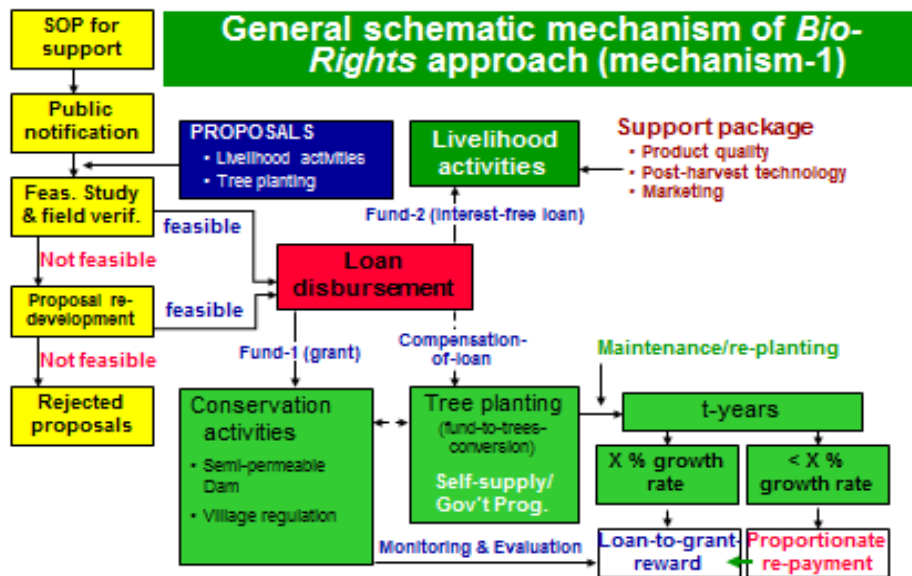 SOP for
support
General schematic mechanism of Bio-
Rights approach (mechanism-1)
Public
notification
PROPOSALS
• Livelihood activities
• Tree planting
Livelihood
activities
Support package
• Product quality
• Post-harvest technology
• Marketing
Feas. Study
& field verif.
feasible
Fund-2 (interest-free loan)
Not feasible
Loan
disbursement
Proposal re-
development
feasible
Not feasible
Fund-1 (grant)
Compensation-
of-loan
Maintenance/re-planting
Rejected
proposals
Conservation
activities
• Semi-permeable
Dam
• Village regulation
Tree planting
(fund-to-trees-
conversion)
Self-supply/
Gov't Prog.
t-years
X % growth
rate
< X %
growth rate
Monitoring & Evaluation
Loan-to-grant-
reward
Proportionate
re-payment